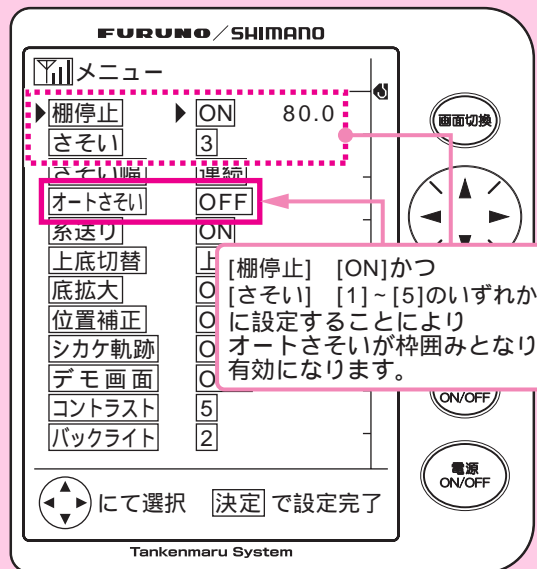 FURUNO/SHIMANO
メニュー
棚停止 ON 80.0
さそい 3
さそい幅 連続
オートさそい OFF
糸送り ON
上底切替 上
底拡大 O
位置補正 O
シカケ軌跡 O
デモ画面 O
コントラスト 5
バックライト 2
にて選択 決定 で設定完了
Tankenmaru System
画面切換
[棚停止] [ON]かつ
[さそい] [1]~[5]のいずれか
に設定することにより
オートさそいが枠囲みとなり
有効になります。
ON/OFF
電源
ON/OFF